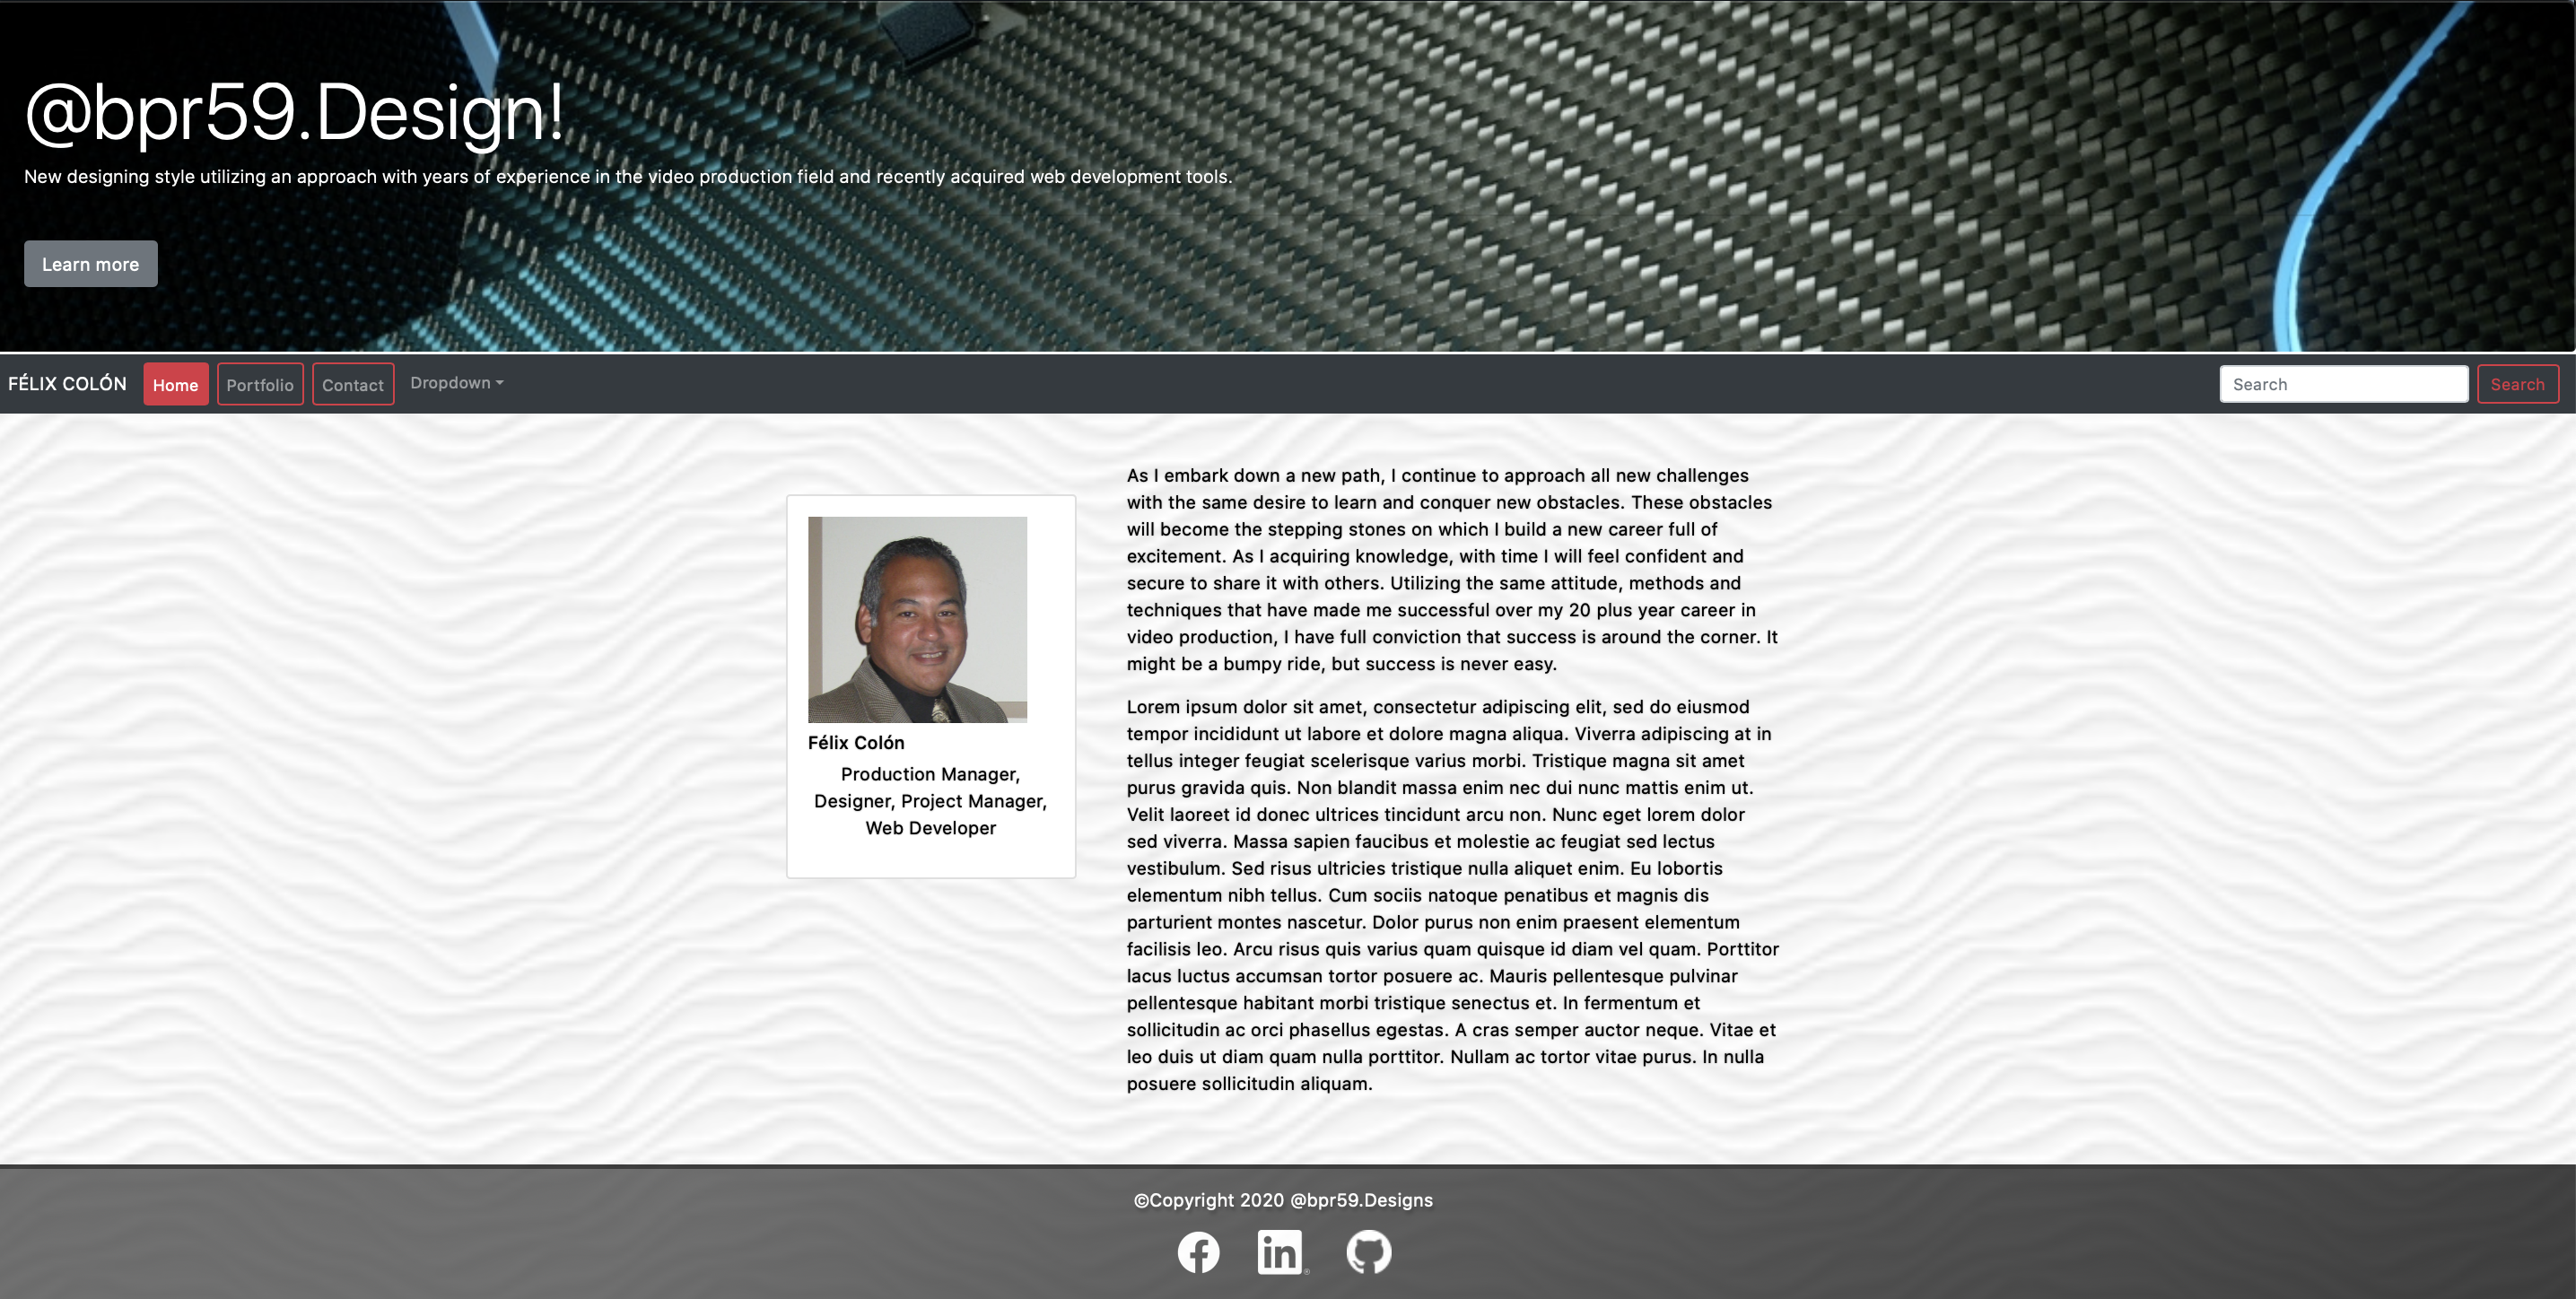 @bpr59.Design!
New designing style utilizing an approach with years of experience in the video production field and recently acquired web development tools.
Learn more
FÉLIX COLÓN Home Portfolio Contact Dropdown Search Search
As I embark down a new path, I continue to approach all new challenges
with the same desire to learn and conquer new obstacles. These obstacles
will become the stepping stones on which I build a new career full of
excitement. As I acquiring knowledge, with time I will feel confident and
secure to share it with others. Utilizing the same attitude, methods and
techniques that have made me successful over my 20 plus year career in
video production, I have full conviction that success is around the corner. It
might be a bumpy ride, but success is never easy.
Félix Colón
Production Manager,
Designer, Project Manager,
Web Developer
Lorem ipsum dolor sit amet, consectetur adipiscing elit, sed do eiusmod
tempor incididunt ut labore et dolore magna aliqua. Viverra adipiscing at in
tellus integer feugiat scelerisque varius morbi. Tristique magna sit amet
purus gravida quis. Non blandit massa enim nec dui nunc mattis enim ut.
Velit laoreet id donec ultrices tincidunt arcu non. Nunc eget lorem dolor
sed viverra. Massa sapien faucibus et molestie ac feugiat sed lectus
vestibulum. Sed risus ultricies tristique nulla aliquet enim. Eu lobortis
elementum nibh tellus. Cum sociis natoque penatibus et magnis dis
parturient montes nascetur. Dolor purus non enim praesent elementum
facilisis leo. Arcu risus quis varius quam quisque id diam vel quam. Porttitor
lacus luctus accumsan tortor posuere ac. Mauris pellentesque pulvinar
pellentesque habitant morbi tristique senectus et. In fermentum et
sollicitudin ac orci phasellus egestas. A cras semper auctor neque. Vitae et
leo duis ut diam quam nulla porttitor. Nullam ac tortor vitae purus. In nulla
posuere sollicitudin aliquam.
©Copyright 2020 @bpr59.Designs
in®